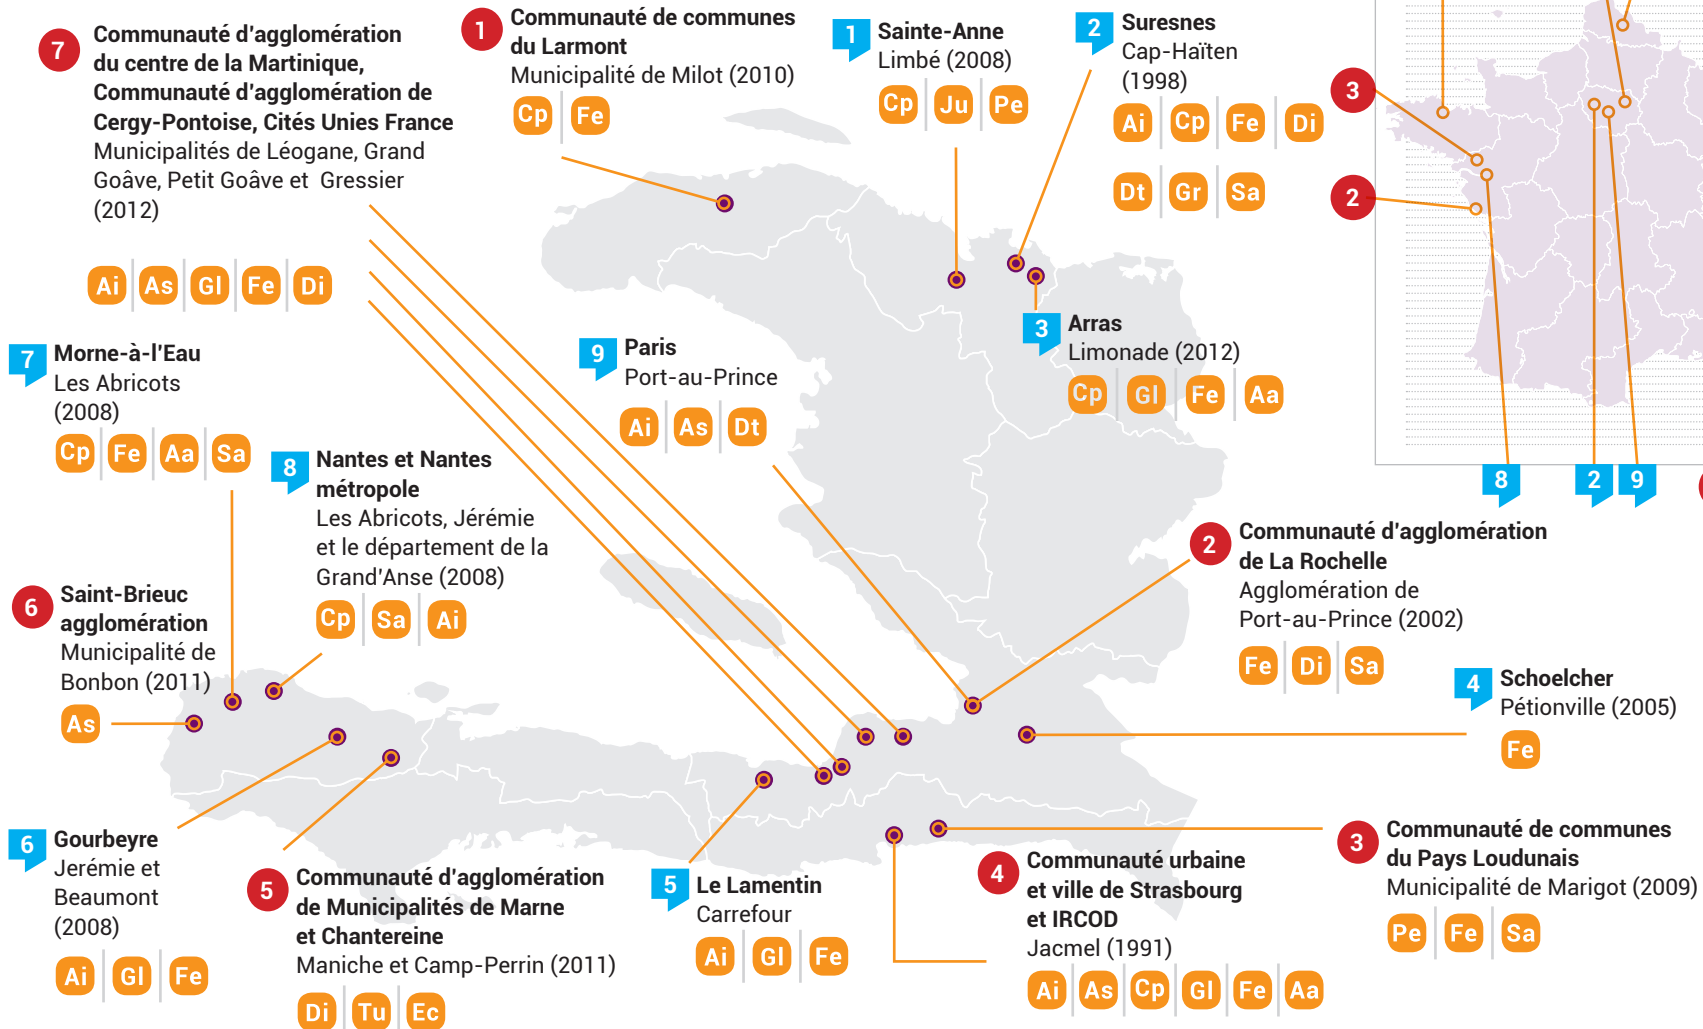 7
Communauté d'agglomération
du centre de la Martinique,
Communauté d'agglomération de
Cergy-Pontoise, Cités Unies France
Municipalités de Léogane, Grand
Goâve, Petit Goâve et Gressier
(2012)
Ai As Gl Fe Di
1
Communauté de communes
du Larmont
Municipalité de Milot (2010)
Cp Fe
1
Sainte-Anne
Limbé (2008)
Cp Ju Pe
2
Suresnes
Cap-Haïten
(1998)
Ai Cp Fe Di
Dt Gr Sa
3
2
8 2 9
3
Arras
Limonade (2012)
Cp Gl Fe Aa
7
Morne-à-l'Eau
Les Abricots
(2008)
Cp Fe Aa Sa
9
Paris
Port-au-Prince
Ai As Dt
8
Nantes et Nantes
métropole
Les Abricots, Jérémie
et le département de la
Grand'Anse (2008)
Cp Sa Ai
2
Communauté d'agglomération
de La Rochelle
Agglomération de
Port-au-Prince (2002)
Fe Di Sa
6
Saint-Brieuc
agglomération
Municipalité de
Bonbon (2011)
As
4
Schoelcher
Pétionville (2005)
Fe
6
Gourbeyre
Jerémie et
Beaumont
(2008)
Ai Gl Fe
5
Communauté d'agglomération
de Municipalités de Marne
et Chantereine
Maniche et Camp-Perrin (2011)
Di Tu Ec
5
Le Lamentin
Carrefour
Ai Gl Fe
4
Communauté urbaine
et ville de Strasbourg
et IRCOD
Jacmel (1991)
Ai As Cp Gl Fe Aa
3
Communauté de communes
du Pays Loudunais
Municipalité de Marigot (2009)
Pe Fe Sa